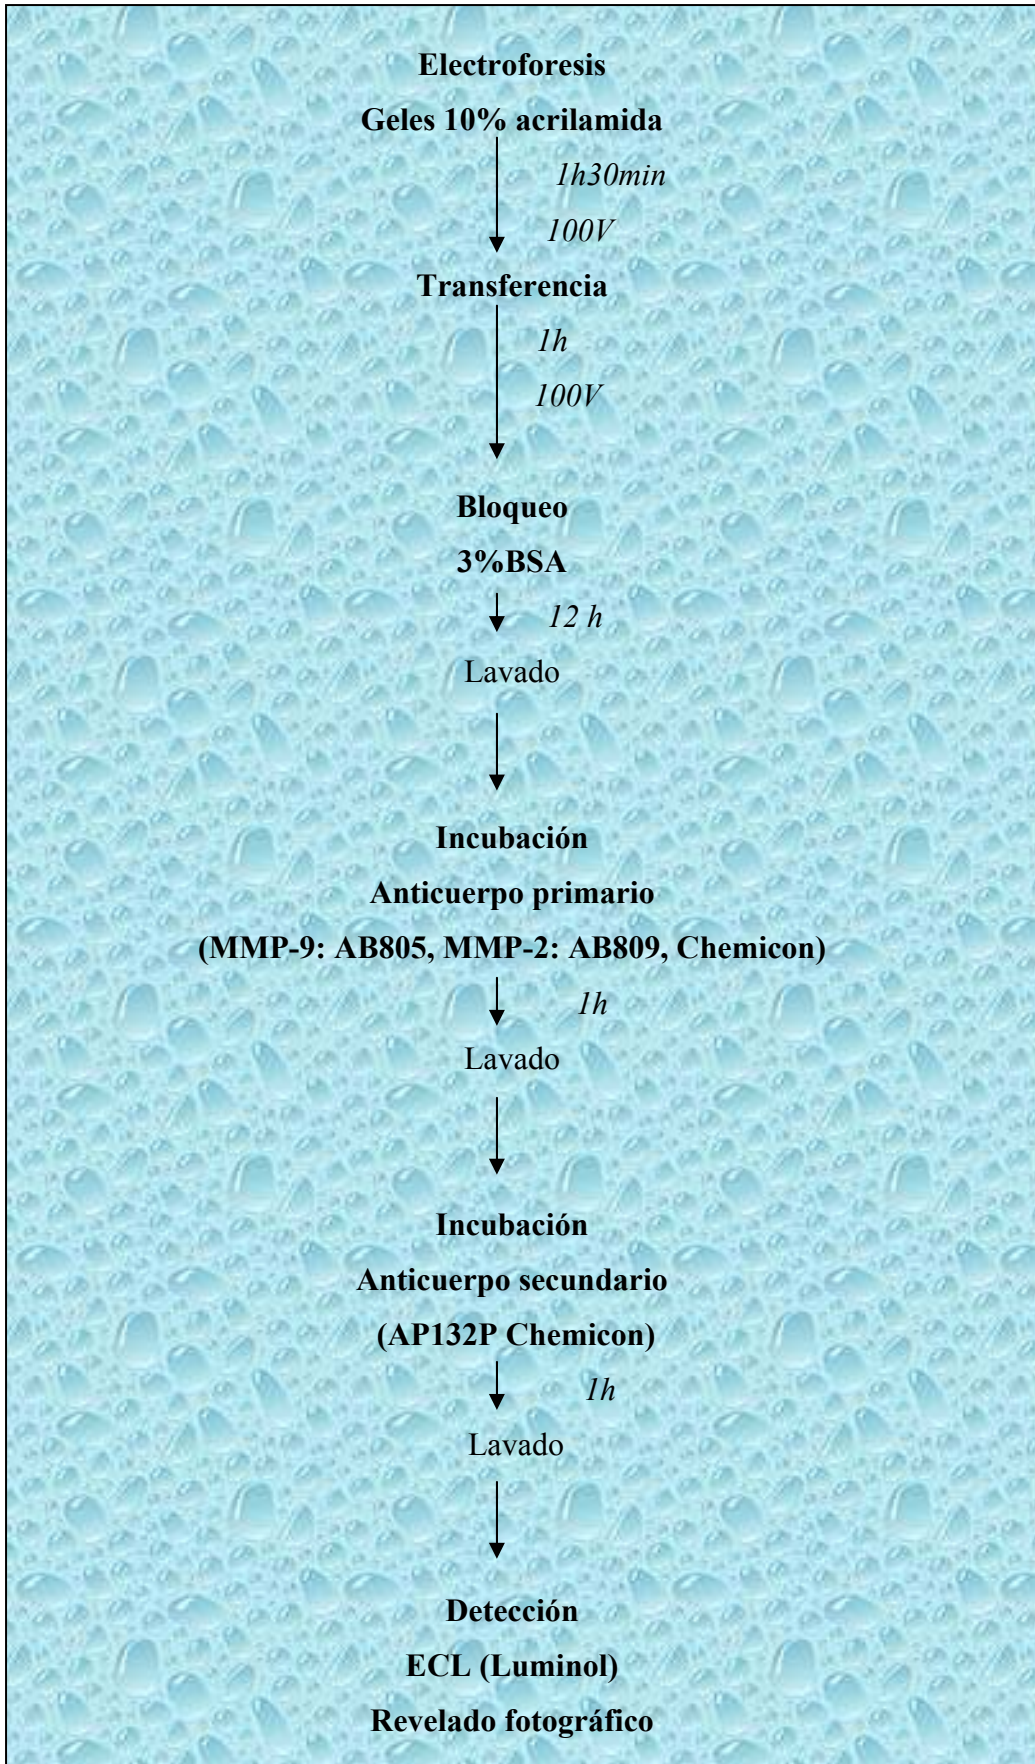 Electroforesis
Geles 10% acrilamida
1h30min
100V
Transferencia
1h
100V
Bloqueo
3%BSA
12 h
Lavado
Incubación
Anticuerpo primario
(MMP-9: AB805, MMP-2: AB809, Chemicon)
1h
Lavado
Incubación
Anticuerpo secundario
(AP132P Chemicon)
1h
Lavado
Detección
ECL (Luminol)
Revelado fotográfico